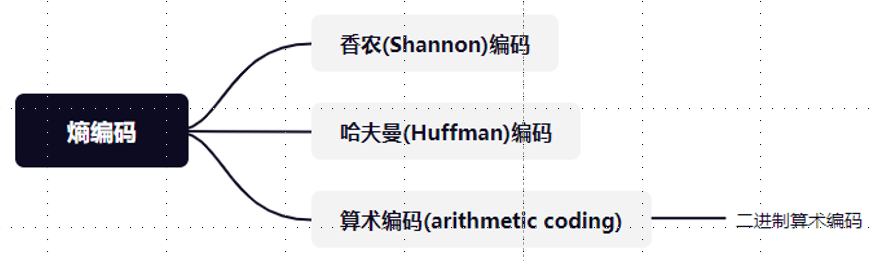 香农(Shannon)编码
熵编码
哈夫曼(Huffman)编码
算术编码(arithmetic coding)
二进制算术编码